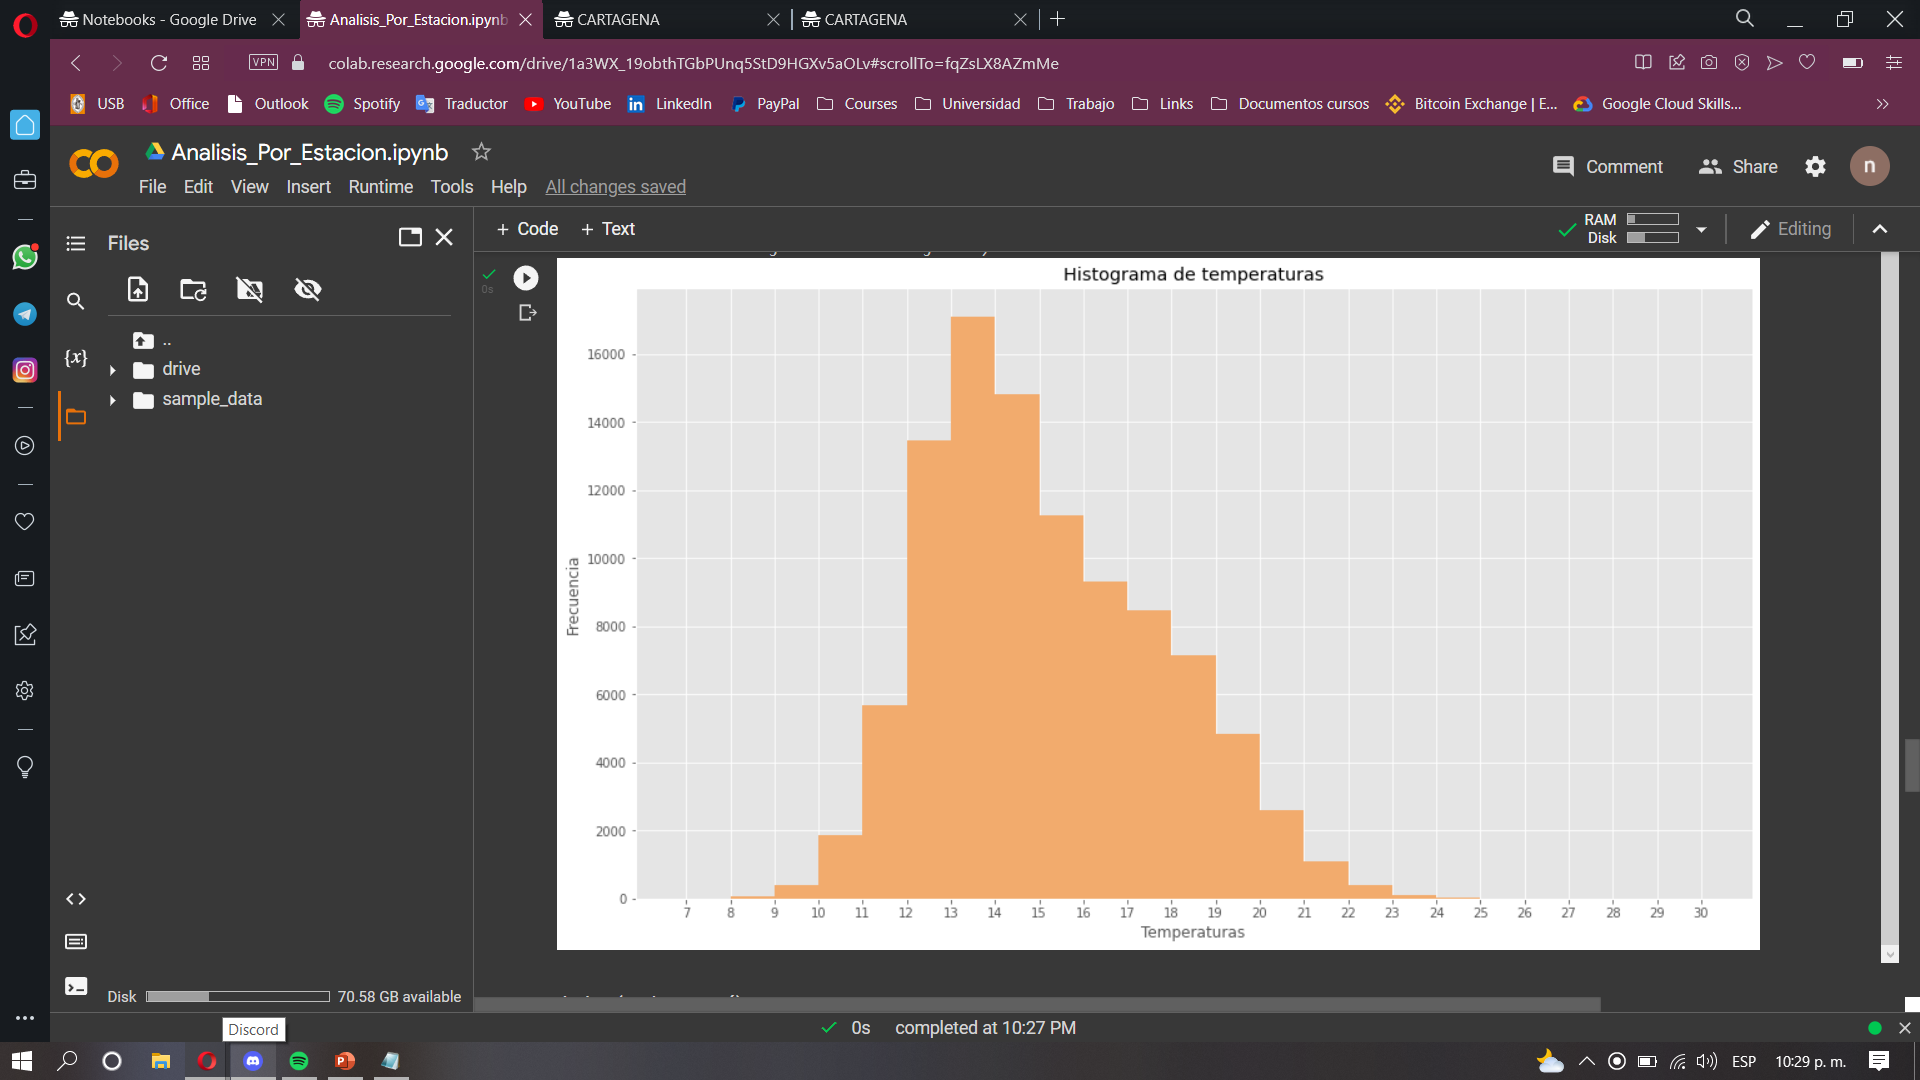 Notebooks - Google Drive
Analisis_Por_Estacion.ipynb
CARTAGENA
CARTAGENA
VPN
colab.research.google.com/drive/1a3WX_19obthTGbPUnq5StD9HGXv5aOLv#scrollTo=fqZsLX8AZmMe
USB Office Outlook Spotify Traductor YouTube LinkedIn PayPal Courses Universidad Trabajo Links Documentos cursos Bitcoin Exchange | E... Google Cloud Skills...
Analisis_Por_Estacion.ipynb
File Edit View Insert Runtime Tools Help All changes saved
Comment Share n
Files
+ Code + Text
RAM
Disk
Editing
{x}
..
drive
sample_data
0s
Histograma de temperaturas
16000
14000
12000
10000
8000
6000
4000
2000
0
Frecuencia
7 8 9 10 11 12 13 14 15 16 17 18 19 20 21 22 23 24 25 26 27 28 29 30
Temperaturas
Disk 70.58 GB available
Discord
0s completed at 10:27 PM
ESP 10:29 p. m.